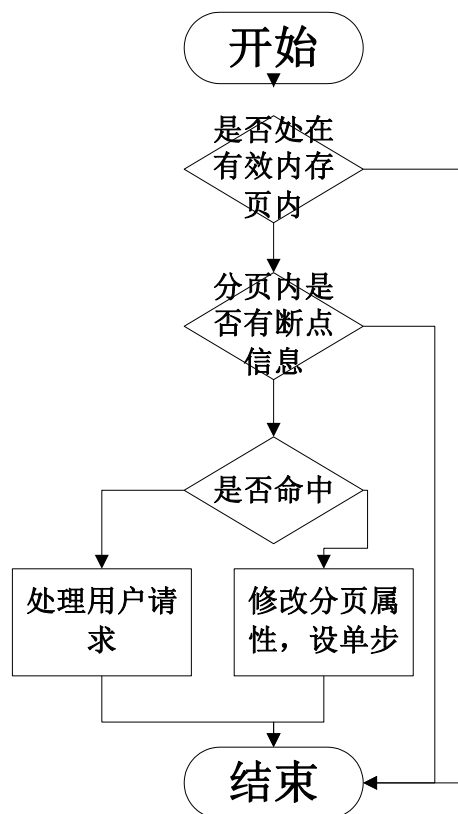 开始
是否处在
有效内存
页内
分页内是
否有断点
信息
是否命中
处理用户请
求
修改分页属
性，设单步
结束